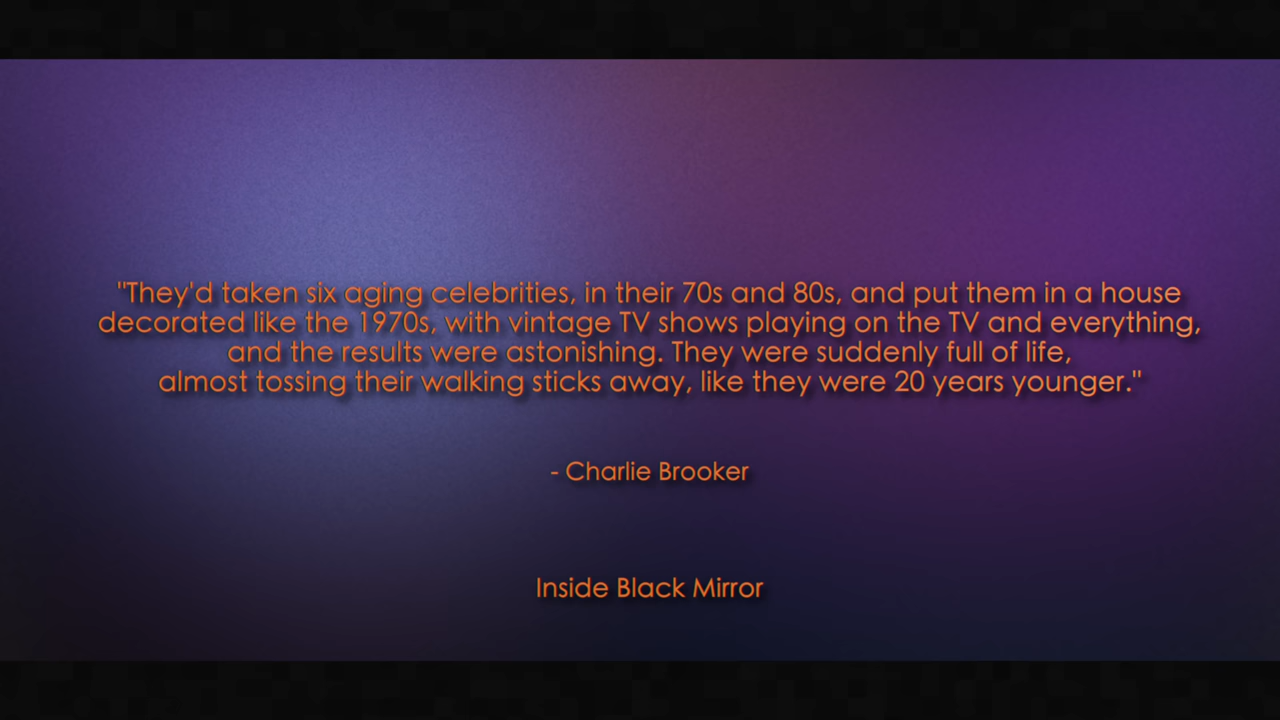 "They'd taken six aging celebrities, in their 70s and 80s, and put them in a house
decorated like the 1970s, with vintage TV shows playing on the TV and everything,
and the results were astonishing. They were suddenly full of life,
almost tossing their walking sticks away, like they were 20 years younger."
- Charlie Brooker
Inside Black Mirror